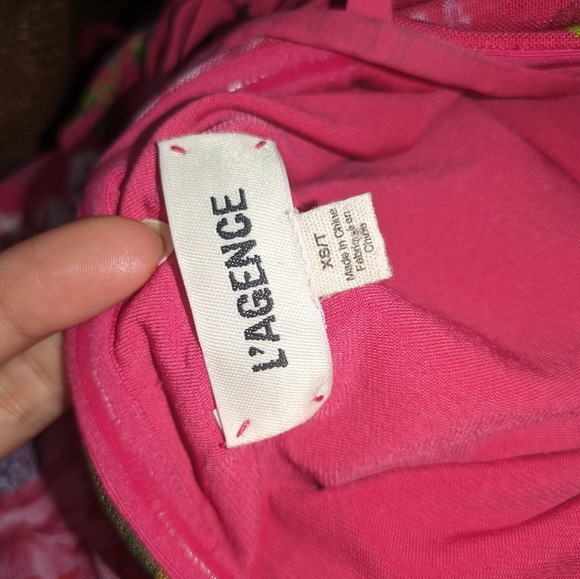 L'AGENCE
XS/T
Made in China
Fabriqué en
Chine